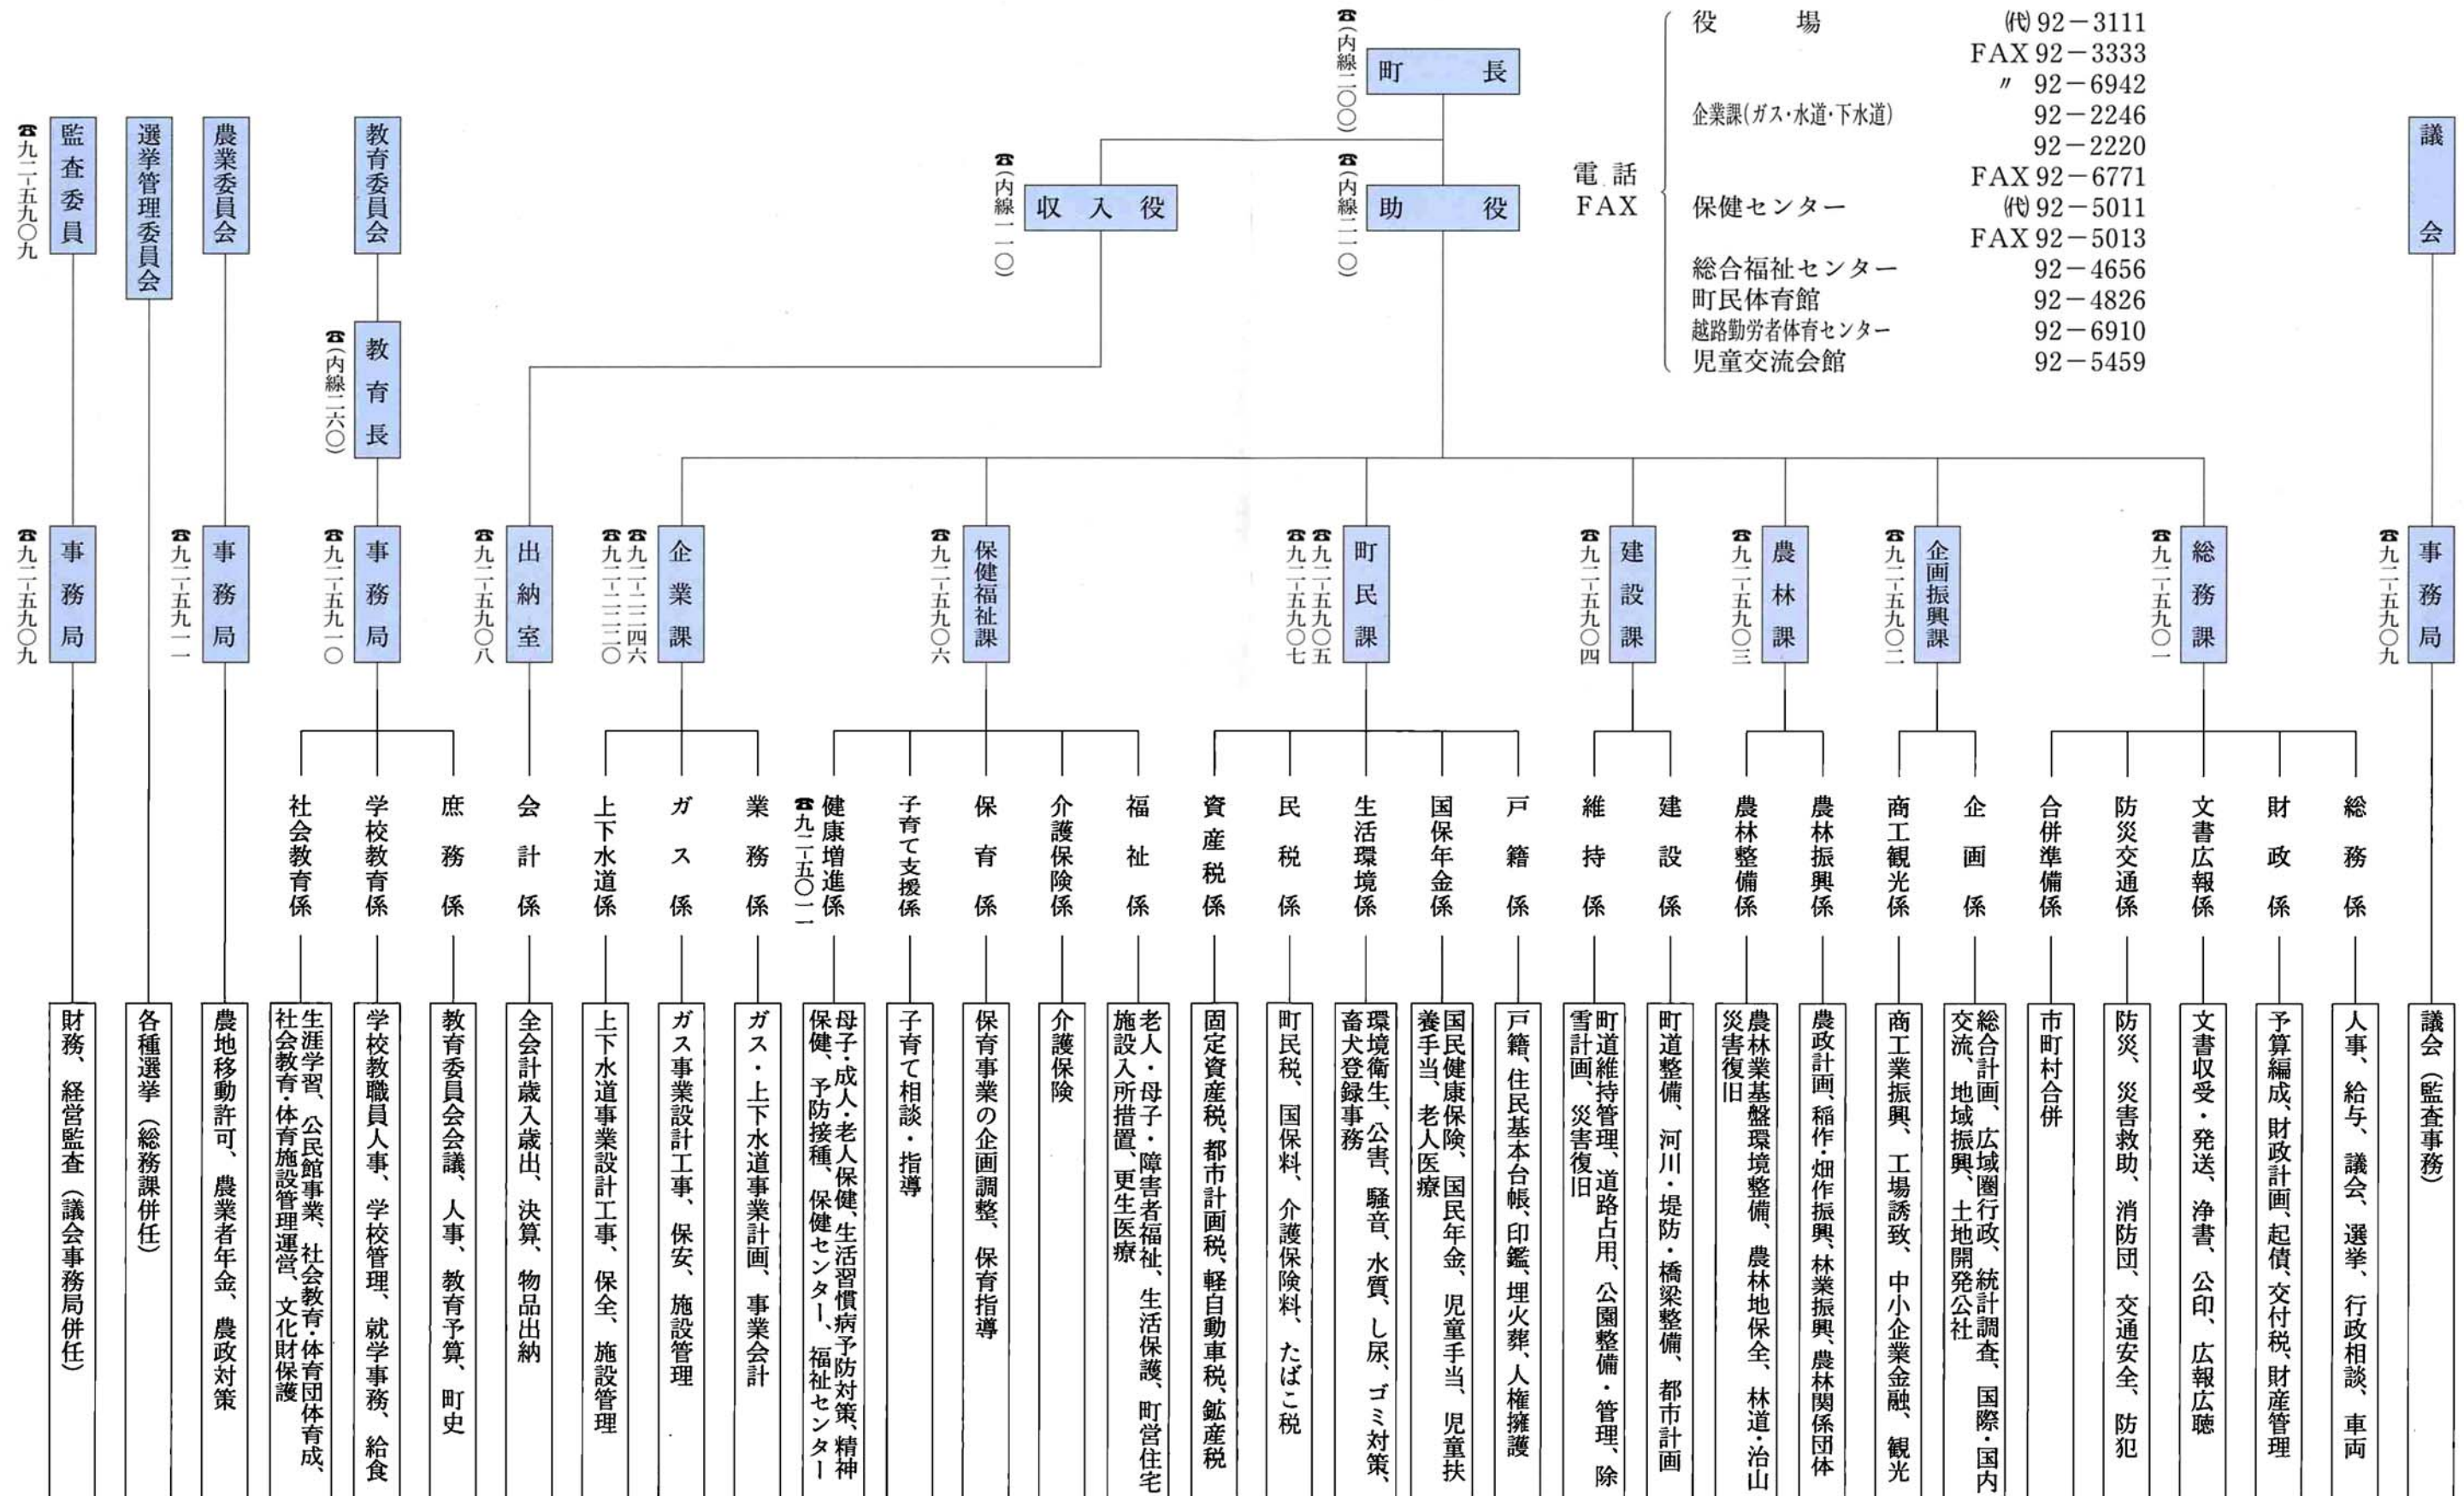 ☎(内線二〇〇)
町長
☎(内線二一〇)
助役
☎(内線一一〇)
収入役
電話
FAX
役場 ㈹92－3111
FAX 92－3333
〃 92－6942
企業課(ガス・水道・下水道) 92－2246
92－2220
FAX 92－6771
保健センター ㈹92－5011
FAX 92－5013
総合福祉センター 92－4656
町民体育館 92－4826
越路勤労者体育センター 92－6910
児童交流会館 92－5459
議会
事務局
☎九二－五九〇九
議会（監査事務）
総務課
☎九二－五九〇一
総務係
人事、給与、議会、選挙、行政相談、車両
財政係
予算編成、財政計画、起債、交付税、財産管理
文書広報係
文書収受・発送、浄書、公印、広報広聴
防災交通係
防災、災害救助、消防団、交通安全、防犯
合併準備係
市町村合併
企画振興課
☎九二－五九〇二
企画係
総合計画、広域圏行政、統計調査、国際・国内
交流、地域振興、土地開発公社
商工観光係
商工業振興、工場誘致、中小企業金融、観光
農林課
☎九二－五九〇三
農林振興係
農政計画、稲作・畑作振興、林業振興、農林関係団体
農林整備係
農林業基盤環境整備、農林地保全、林道・治山
災害復旧
建設課
☎九二－五九〇四
建設係
町道整備、河川・堤防・橋梁整備、都市計画
維持係
町道維持管理、道路占用、公園整備・管理、除
雪計画、災害復旧
町民課
☎九二－五九〇五
☎九二－五九〇七
戸籍係
戸籍、住民基本台帳、印鑑、埋火葬、人権擁護
国保年金係
国民健康保険、国民年金、児童手当、児童扶
養手当、老人医療
生活環境係
環境衛生、公害、騒音、水質、し尿、ゴミ対策、
畜犬登録事務
民税係
町民税、国保料、介護保険料、たばこ税
資産税係
固定資産税、都市計画税、軽自動車税、鉱産税
保健福祉課
☎九二－五九〇六
福祉係
老人・母子・障害者福祉、生活保護、町営住宅
施設入所措置、更生医療
介護保険係
介護保険
保育係
保育事業の企画調整、保育指導
子育て支援係
子育て相談・指導
健康増進係
☎九二－五〇一一
母子・成人・老人保健、生活習慣病予防対策、精神
保健、予防接種、保健センター、福祉センター
企業課
☎九二－二二四六
☎九二－二二二〇
業務係
ガス・上下水道事業計画、事業会計
ガス係
ガス事業設計工事、保安、施設管理
上下水道係
上下水道事業設計工事、保全、施設管理
出納室
☎九二－五九〇八
会計係
全会計歳入歳出、決算、物品出納
教育委員会
教育長
☎(内線二六〇)
事務局
☎九二－五九一〇
庶務係
教育委員会会議、人事、教育予算、町史
学校教育係
学校教職員人事、学校管理、就学事務、給食
社会教育係
生涯学習、公民館事業、社会教育・体育団体育成、
社会教育・体育施設管理運営、文化財保護
農業委員会
事務局
☎九二－五九一一
農地移動許可、農業者年金、農政対策
選挙管理委員会
各種選挙（総務課併任）
監査委員
☎九二－五九〇九
事務局
☎九二－五九〇九
財務、経営監査（議会事務局併任）